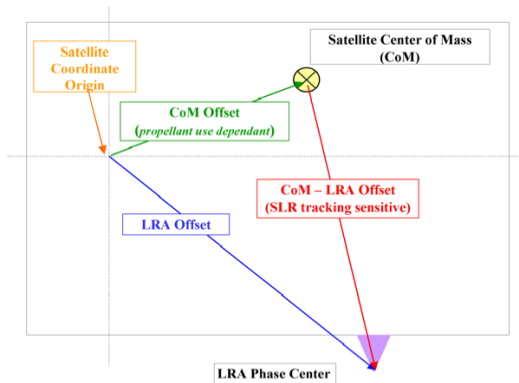 Satellite
Coordinate
Origin
Satellite Center of Mass
(CoM)
CoM Offset
(propellant use dependant)
CoM – LRA Offset
(SLR tracking sensitive)
LRA Offset
LRA Phase Center